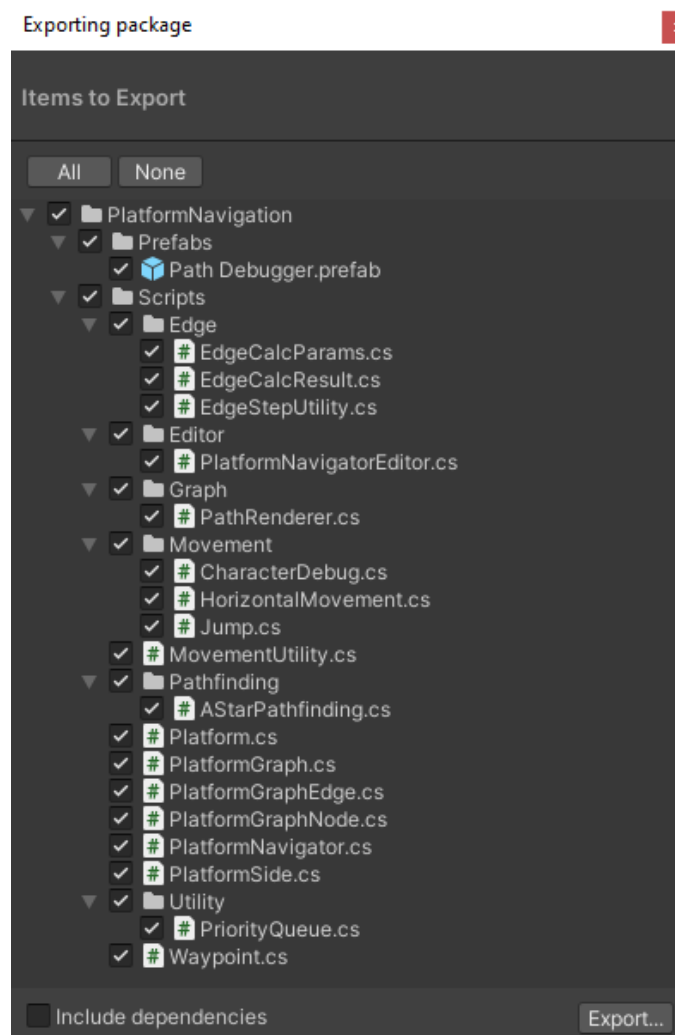 Exporting package
Items to Export
All None
PlatformNavigation
Prefabs
Path Debugger.prefab
Scripts
Edge
# EdgeCalcParams.cs
# EdgeCalcResult.cs
# EdgeStepUtility.cs
Editor
# PlatformNavigatorEditor.cs
Graph
# PathRenderer.cs
Movement
# CharacterDebug.cs
# HorizontalMovement.cs
# Jump.cs
# MovementUtility.cs
Pathfinding
# AStarPathfinding.cs
# Platform.cs
# PlatformGraph.cs
# PlatformGraphEdge.cs
# PlatformGraphNode.cs
# PlatformNavigator.cs
# PlatformSide.cs
Utility
# PriorityQueue.cs
# Waypoint.cs
Include dependencies Export...